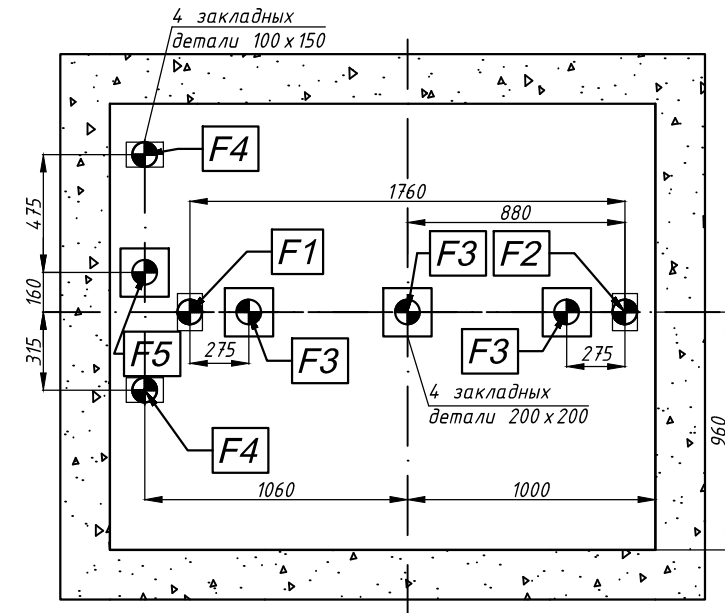 4 закладных
детали 100 x 150
F4
1760
475
880
F1
F3
F2
160
F5
275
F3
F3
275
315
4 закладных
детали 200 x 200
F4
960
1060
1000